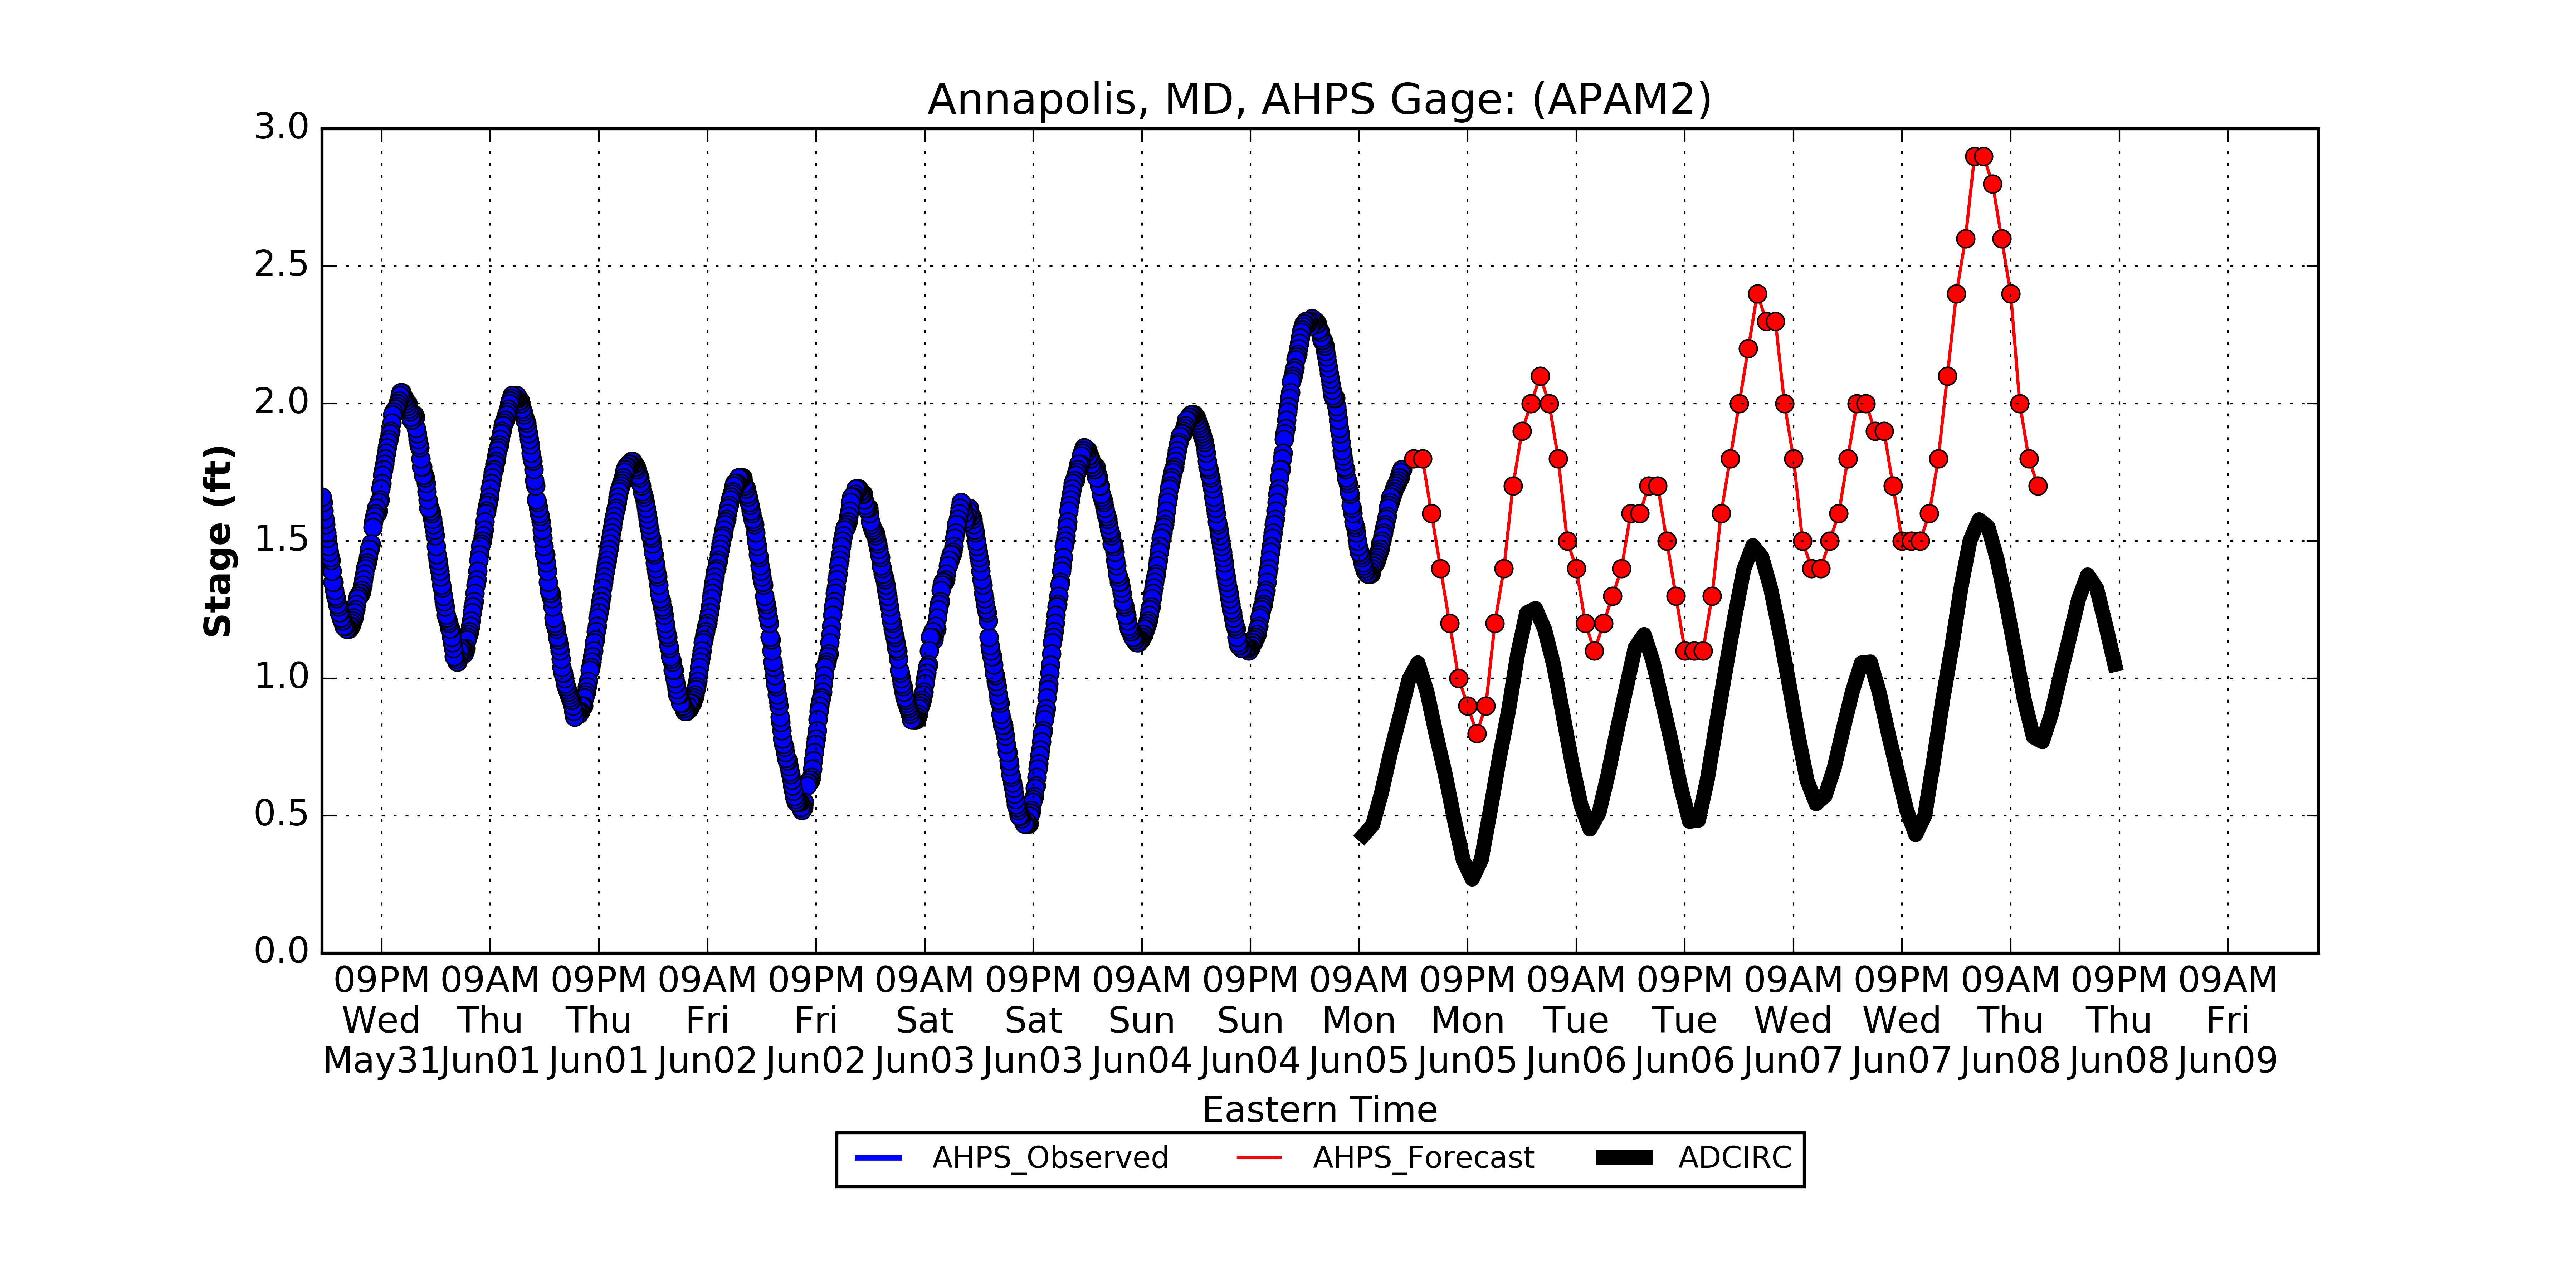 Annapolis, MD, AHPS Gage: (APAM2)
3.0
2.5
2.0
1.5
1.0
0.5
0.0
Stage (ft)
09PM 09AM 09PM 09AM 09PM 09AM 09PM 09AM 09PM 09AM 09PM 09AM 09PM 09AM 09PM 09AM 09PM 09AM
Wed Thu Thu Fri Fri Sat Sat Sun Sun Mon Mon Tue Tue Wed Wed Thu Thu Fri
May31 Jun01 Jun01 Jun02 Jun02 Jun03 Jun03 Jun04 Jun04 Jun05 Jun05 Jun06 Jun06 Jun07 Jun07 Jun08 Jun08 Jun09
Eastern Time
AHPS_Observed AHPS_Forecast ADCIRC